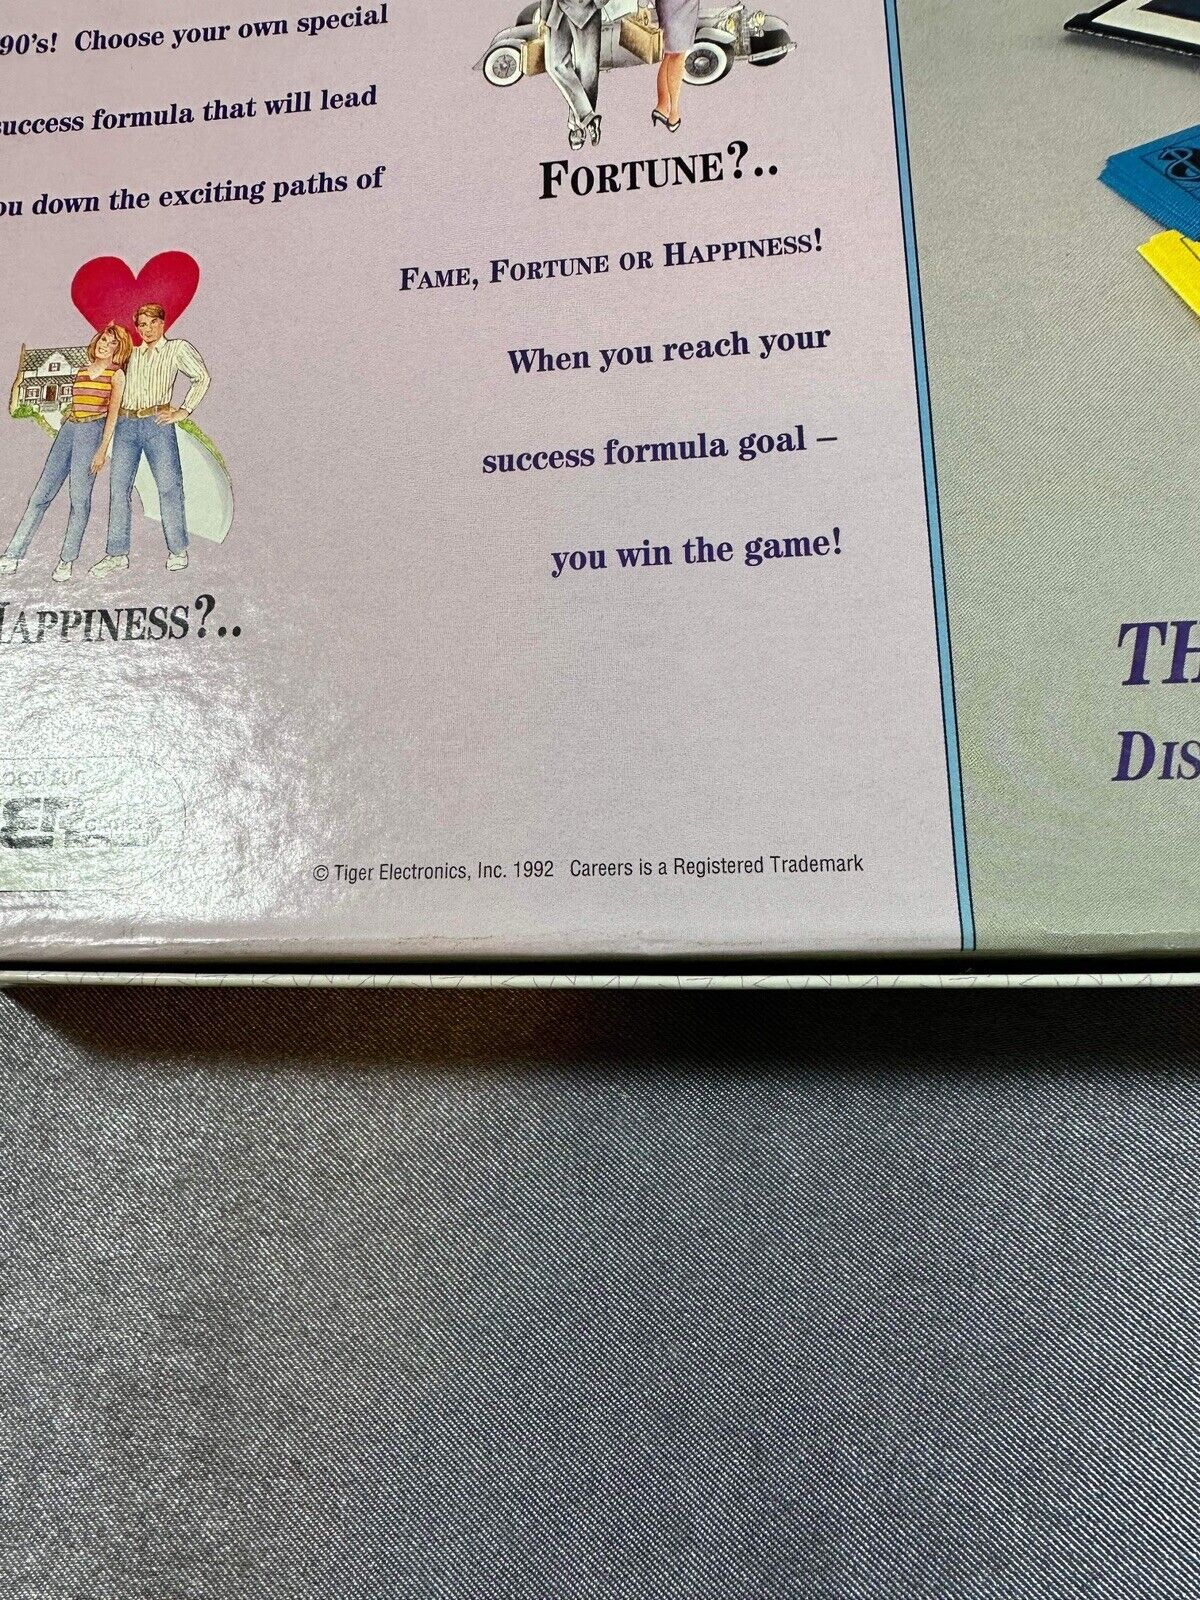 90's! Choose your own special
success formula that will lead
you down the exciting paths of
HAPPINESS?..
FORTUNE?..
FAME, FORTUNE OR HAPPINESS!
When you reach your
success formula goal –
you win the game!
© Tiger Electronics, Inc. 1992 Careers is a Registered Trademark
TH
DIS